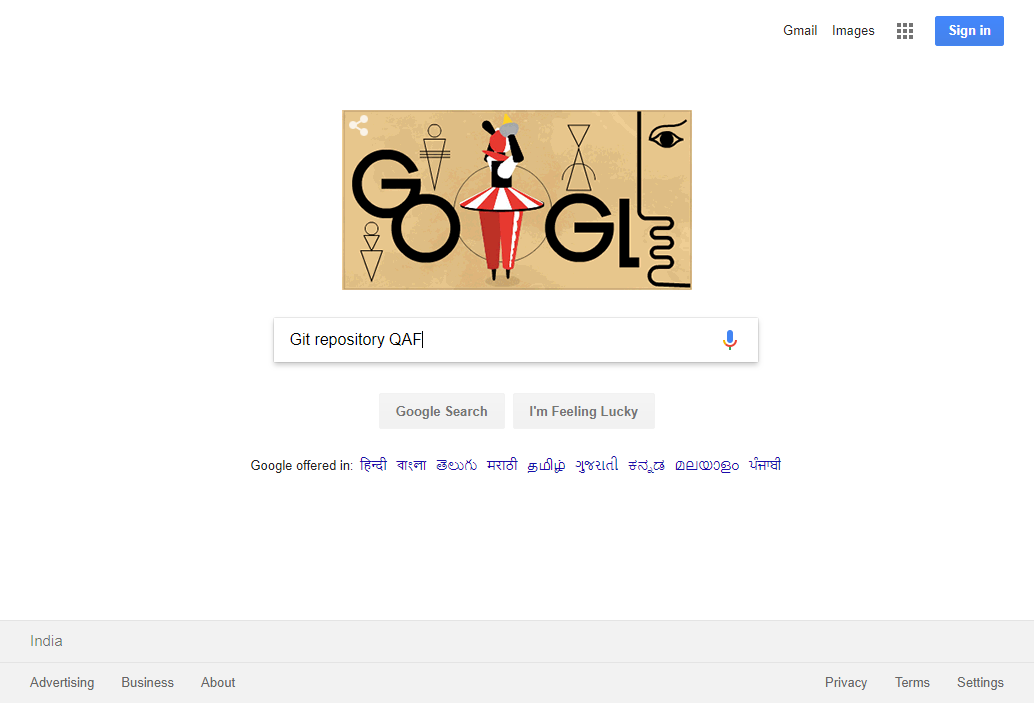 Gmail Images Sign in
GOOGLE
Git repository QAF
Google Search I'm Feeling Lucky
Google offered in: हिन्दी বাংলা తెలుగు मराठी தமிழ் ગુજરાતી ಕನ್ನಡ മലയാളം ਪੰਜਾਬੀ
India
Advertising Business About Privacy Terms Settings